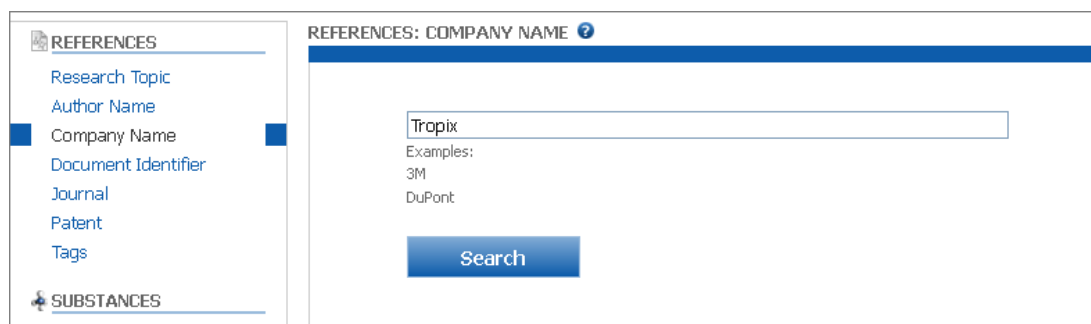 REFERENCES
Research Topic
Author Name
Company Name
Document Identifier
Journal
Patent
Tags
SUBSTANCES
REFERENCES: COMPANY NAME ?
Tropix
Examples:
3M
DuPont
Search